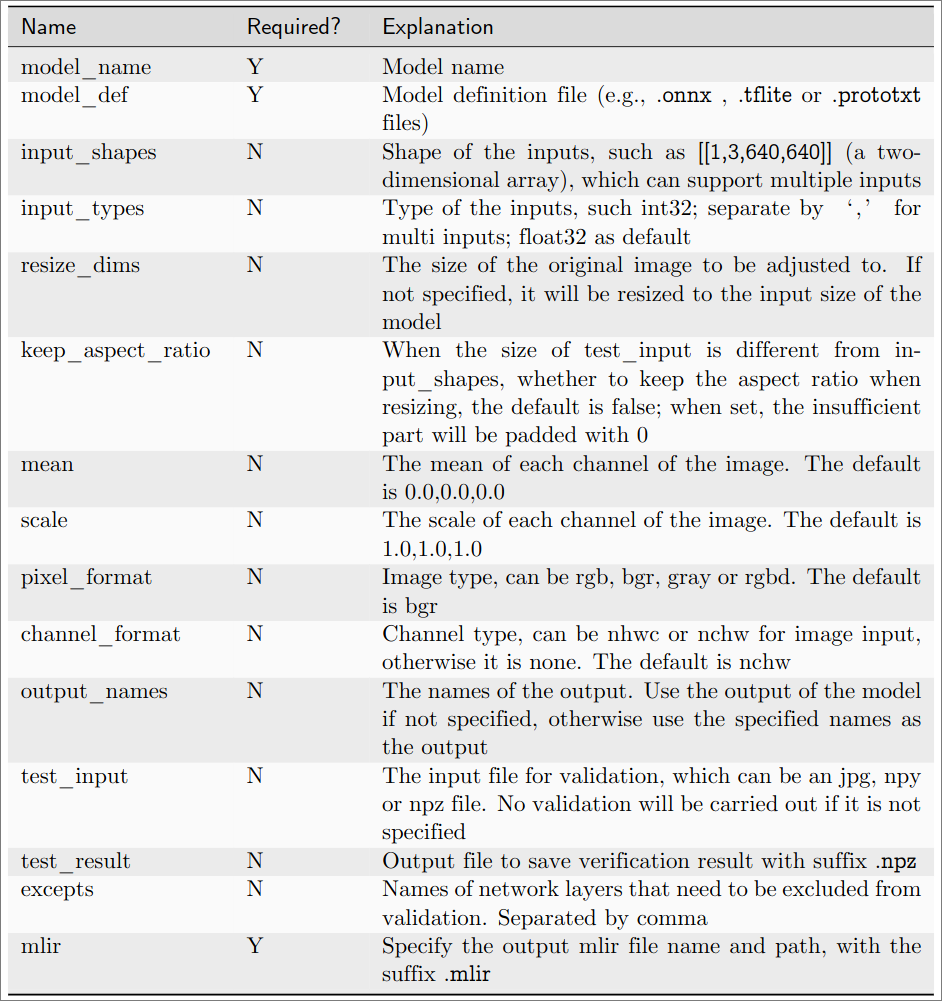 Name Required? Explanation
model_name Y Model name
model_def Y Model definition file (e.g., .onnx , .tflite or .prototxt
files)
input_shapes N Shape of the inputs, such as [[1,3,640,640]] (a two-
dimensional array), which can support multiple inputs
input_types N Type of the inputs, such int32; separate by ‘,’ for
multi inputs; float32 as default
resize_dims N The size of the original image to be adjusted to. If
not specified, it will be resized to the input size of the
model
keep_aspect_ratio N When the size of test_input is different from in-
put_shapes, whether to keep the aspect ratio when
resizing, the default is false; when set, the insufficient
part will be padded with 0
mean N The mean of each channel of the image. The default
is 0.0,0.0,0.0
scale N The scale of each channel of the image. The default is
1.0,1.0,1.0
pixel_format N Image type, can be rgb, bgr, gray or rgbd. The default
is bgr
channel_format N Channel type, can be nhwc or nchw for image input,
otherwise it is none. The default is nchw
output_names N The names of the output. Use the output of the model
if not specified, otherwise use the specified names as
the output
test_input N The input file for validation, which can be an jpg, npy
or npz file. No validation will be carried out if it is not
specified
test_result N Output file to save verification result with suffix .npz
excepts N Names of network layers that need to be excluded from
validation. Separated by comma
mlir Y Specify the output mlir file name and path, with the
suffix .mlir